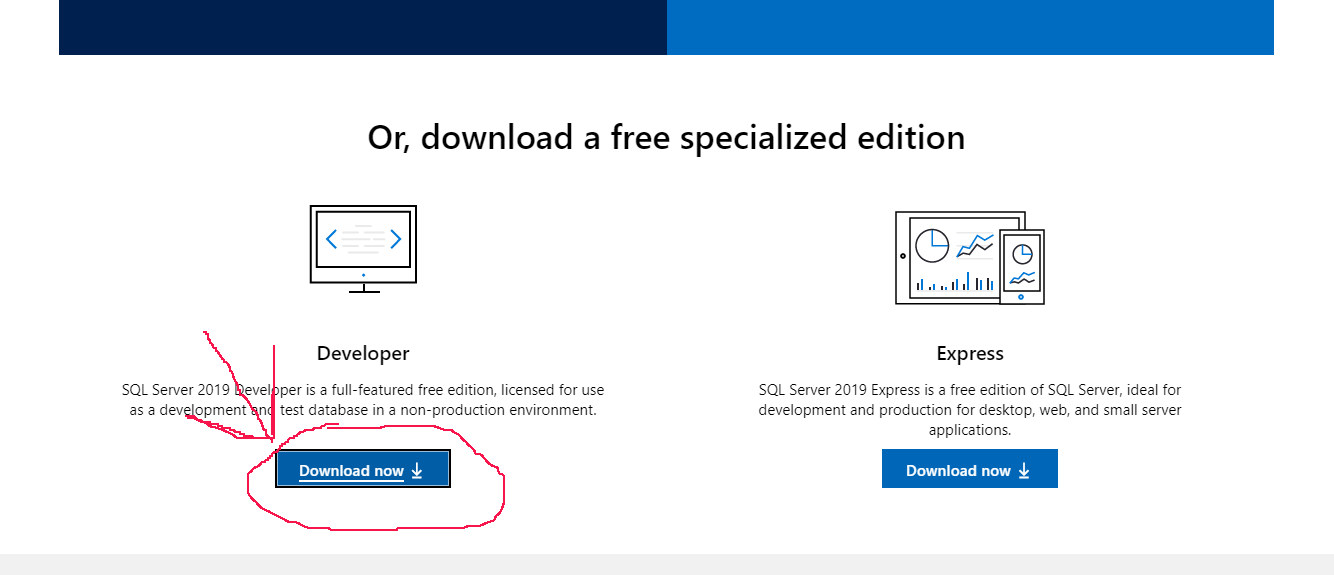 Or, download a free specialized edition
Developer
SQL Server 2019 Developer is a full-featured free edition, licensed for use
as a development and test database in a non-production environment.
Download now
Express
SQL Server 2019 Express is a free edition of SQL Server, ideal for
development and production for desktop, web, and small server
applications.
Download now